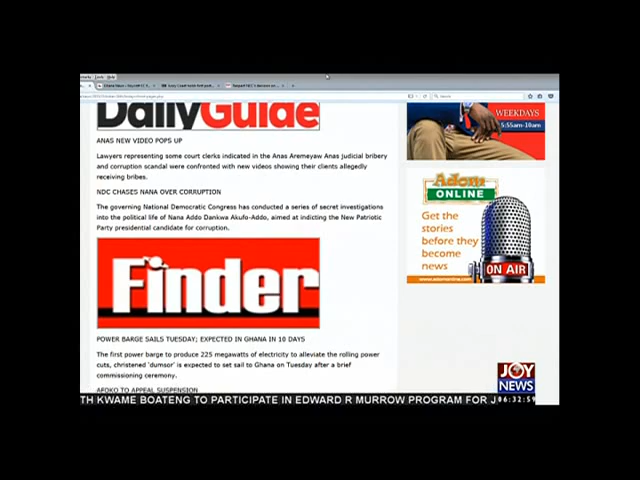 DailyGuide
ANAS NEW VIDEO POPS UP
Lawyers representing some court clerks indicated in the Anas Aremeyaw Anas judicial bribery
and corruption scandal were confronted with new videos showing their clients allegedly
receiving bribes.
NDC CHASES NANA OVER CORRUPTION
The governing National Democratic Congress has conducted a series of secret investigations
into the political life of Nana Addo Dankwa Akufo-Addo, aimed at indicting the New Patriotic
Party presidential candidate for corruption.
Finder
POWER BARGE SAILS TUESDAY; EXPECTED IN GHANA IN 10 DAYS
The first power barge to produce 225 megawatts of electricity to alleviate the rolling power
cuts, christened 'dumsor' is expected to set sail to Ghana on Tuesday after a brief
commissioning ceremony.
AFOKO TO APPEAL SUSPENSION
WEEKDAYS
5:55am-10am
Adom
ONLINE
Get the
stories
before they
become
news
ON AIR
www.adomonline.com
JOY
NEWS
TH KWAME BOATENG TO PARTICIPATE IN EDWARD R MURROW PROGRAM FOR J
06:32:59